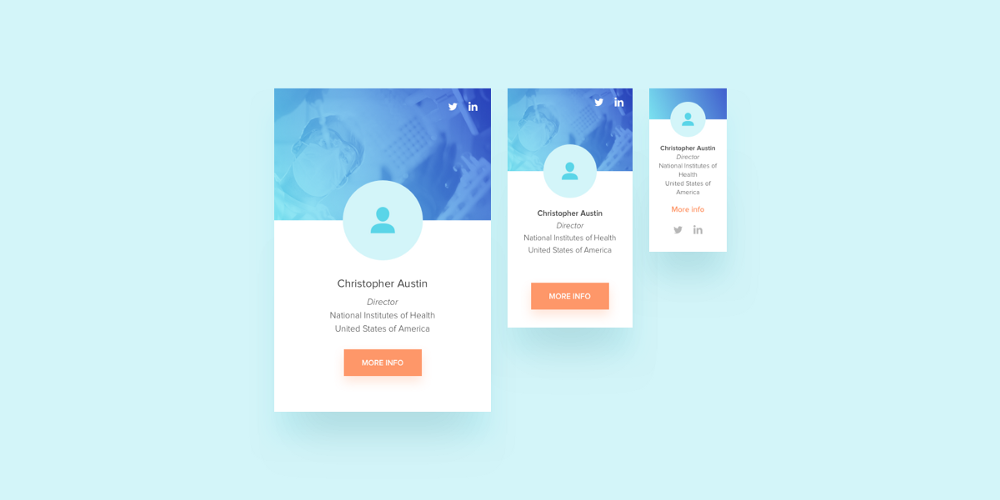 Christopher Austin
Director
National Institutes of Health
United States of America
MORE INFO
Christopher Austin
Director
National Institutes of Health
United States of America
MORE INFO
Christopher Austin
Director
National Institutes of
Health
United States of
America
More info